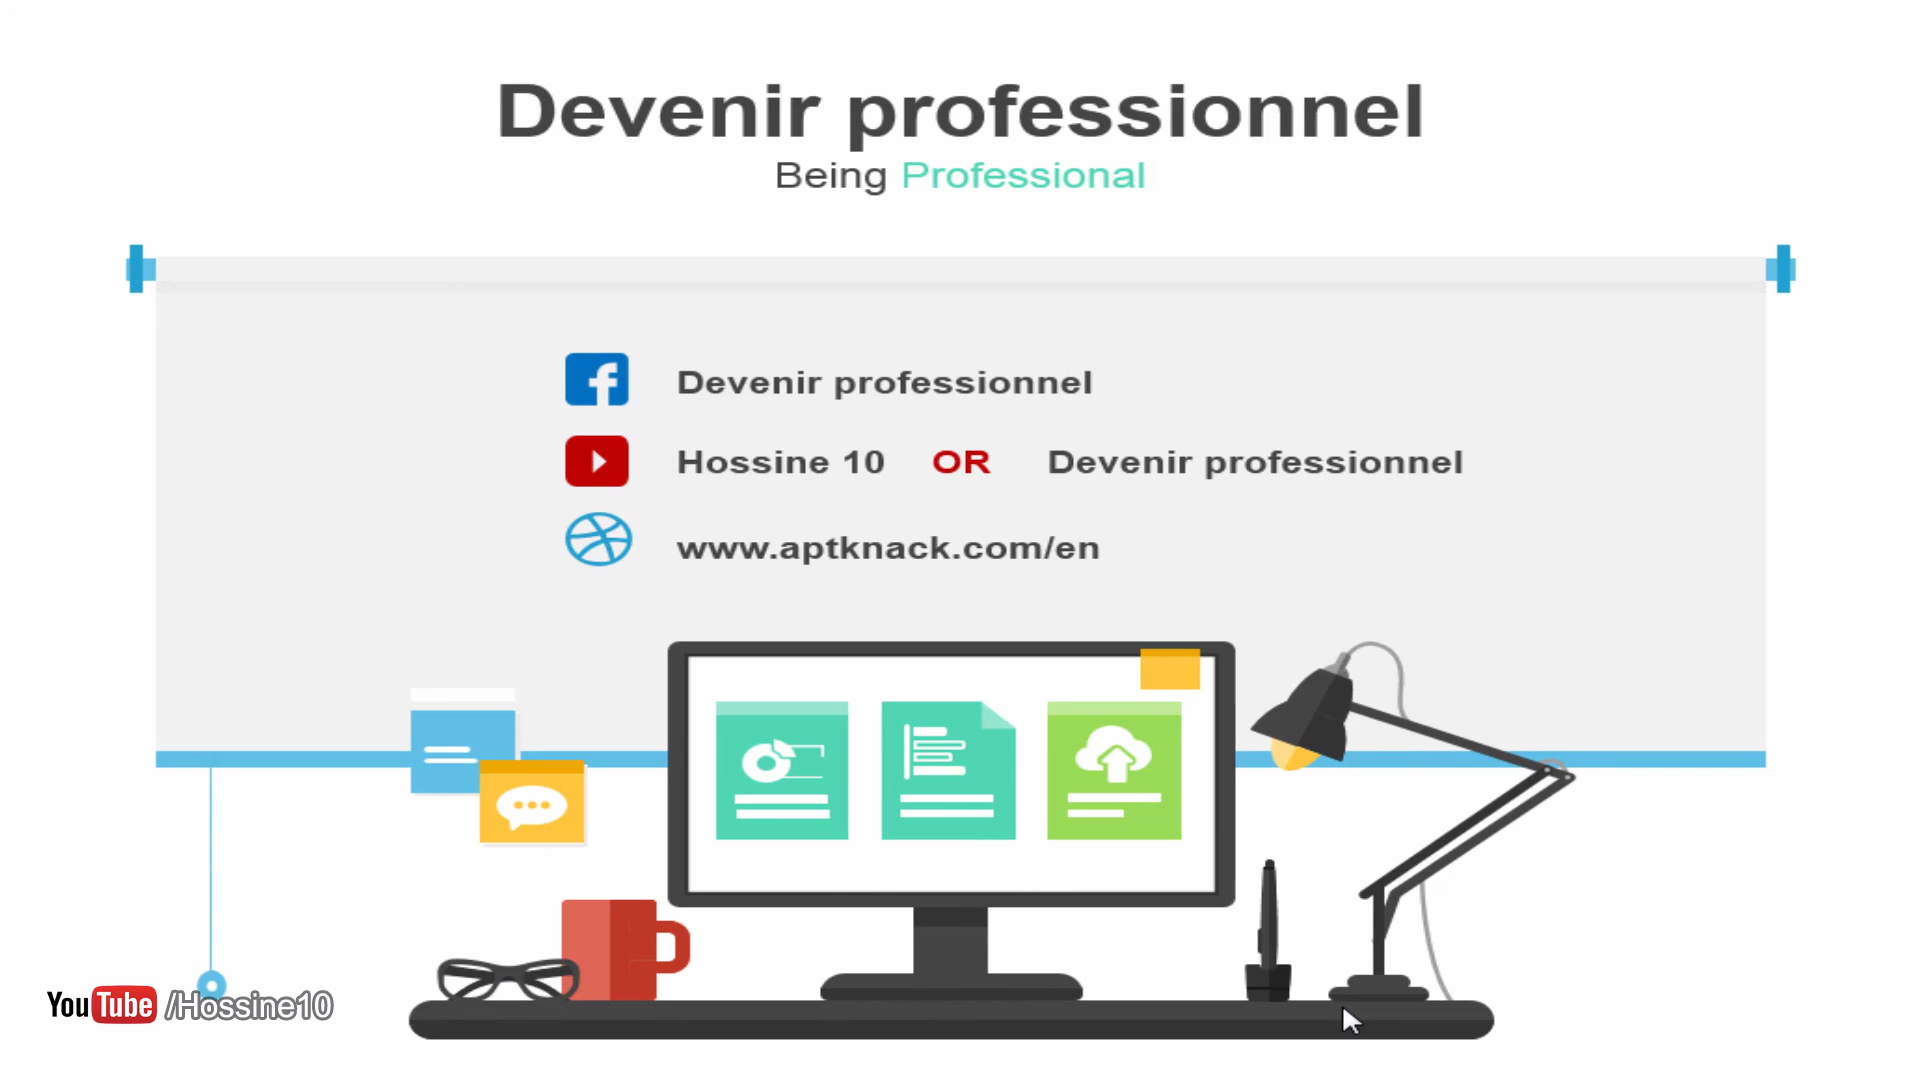 Devenir professionnel
Being Professional
Devenir professionnel
Hossine 10 OR Devenir professionnel
www.aptknack.com/en
YouTube /Hossine10